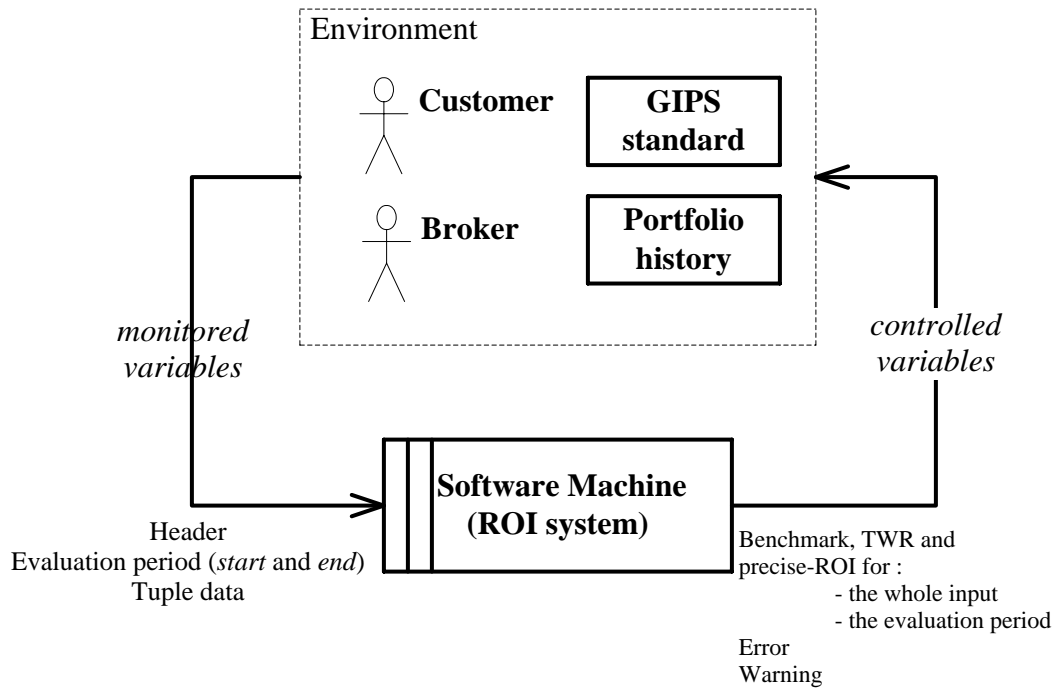 Environment
Customer
GIPS
standard
Broker
Portfolio
history
monitored
variables
controlled
variables
Software Machine
(ROI system)
Header
Evaluation period (start and end)
Tuple data
Benchmark, TWR and
precise-ROI for :
- the whole input
- the evaluation period
Error
Warning